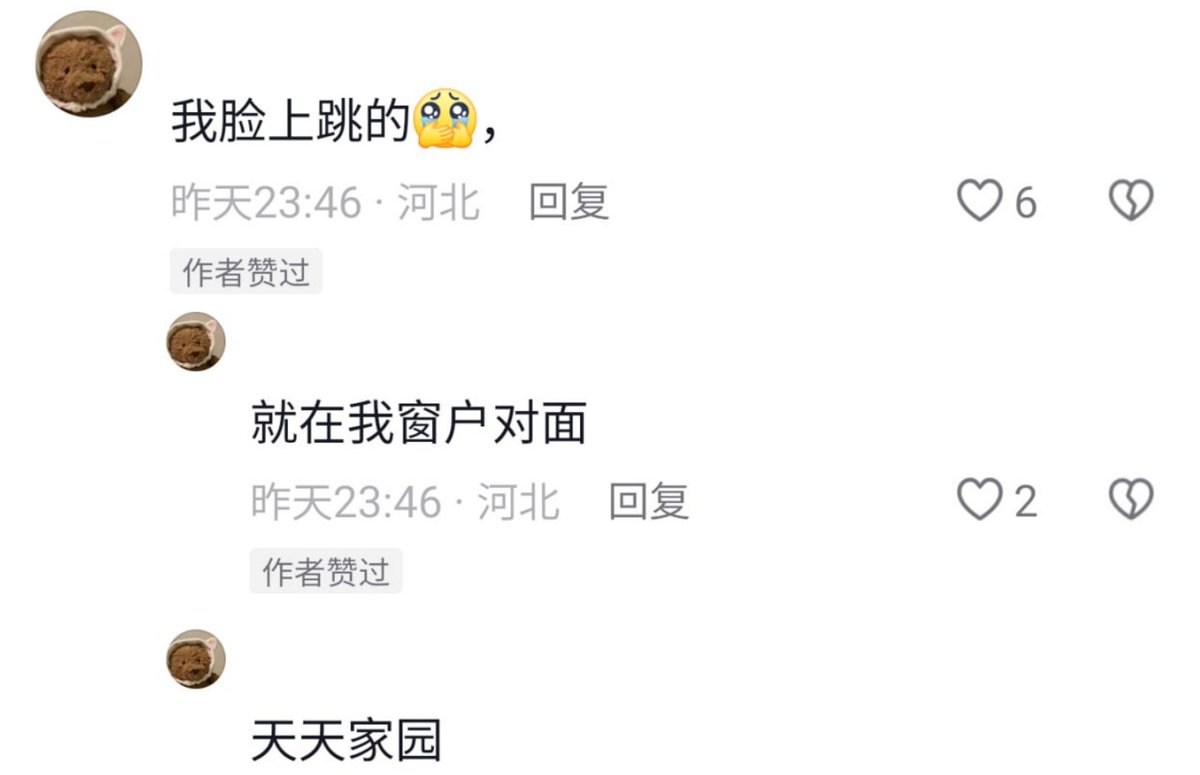 我脸上跳的🥹,
昨天23:46 · 河北 回复 6
作者赞过
就在我窗户对面
昨天23:46 · 河北 回复 2
作者赞过
天天家园